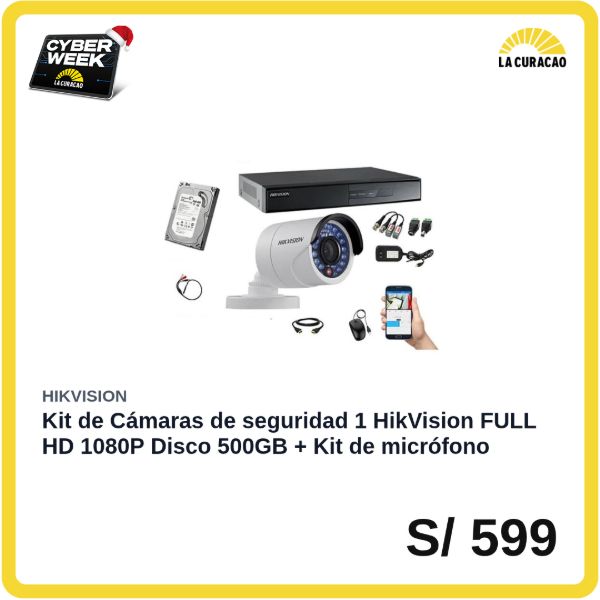 CYBER
WEEK
LA CURACAO
LA CURACAO
HIKVISION
HIKVISION
HIKVISION
Kit de Cámaras de seguridad 1 HikVision FULL
HD 1080P Disco 500GB + Kit de micrófono
S/ 599